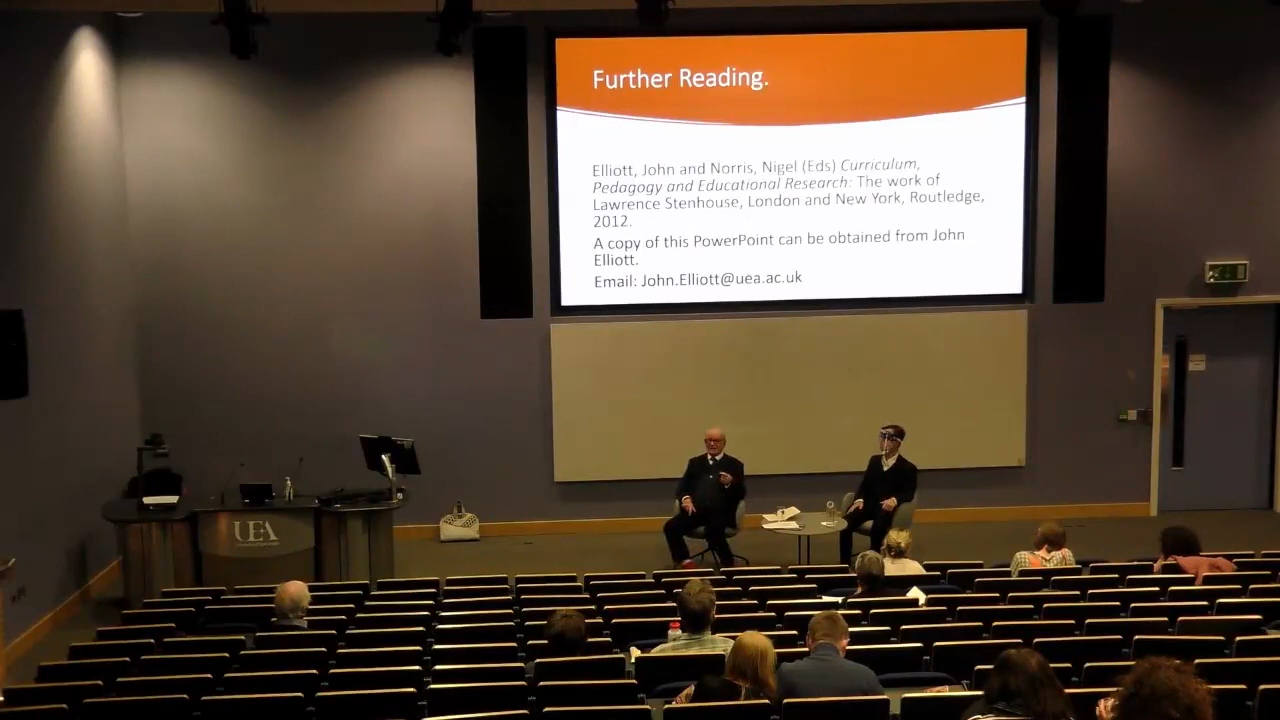 Further Reading.
Elliott, John and Norris, Nigel (Eds) Curriculum,
Pedagogy and Educational Research: The work of
Lawrence Stenhouse, London and New York, Routledge,
2012.
A copy of this PowerPoint can be obtained from John
Elliott.
Email: John.Elliott@uea.ac.uk
UEA